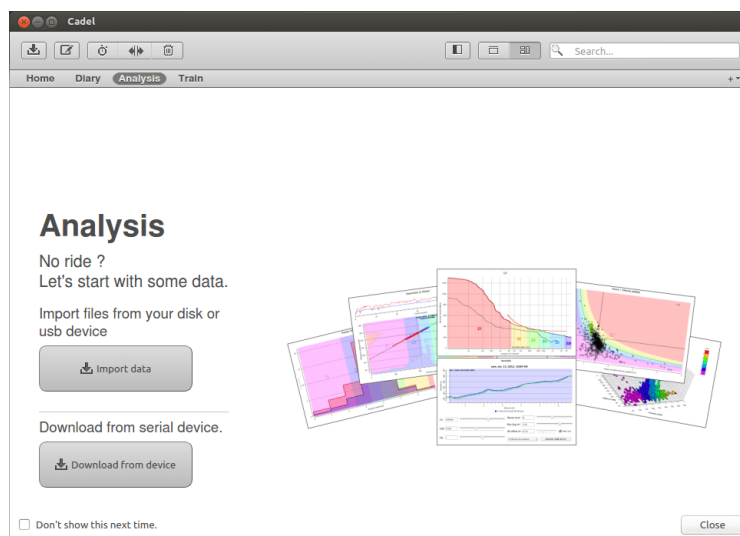 Cadel
Search...
Home Diary Analysis Train
+
Analysis
No ride ?
Let's start with some data.
Import files from your disk or
usb device
Import data
Download from serial device.
Download from device
Don't show this next time.
Close